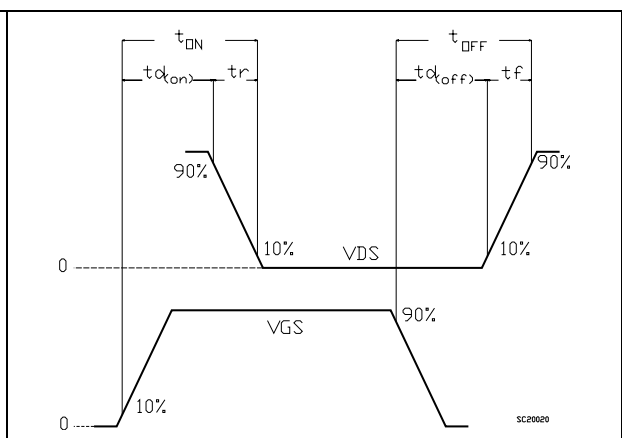 tON tOFF
td(on) tr td(off) tf
90% 90%
10% 10%
0 VDS
90%
VGS
10%
0 SC20020